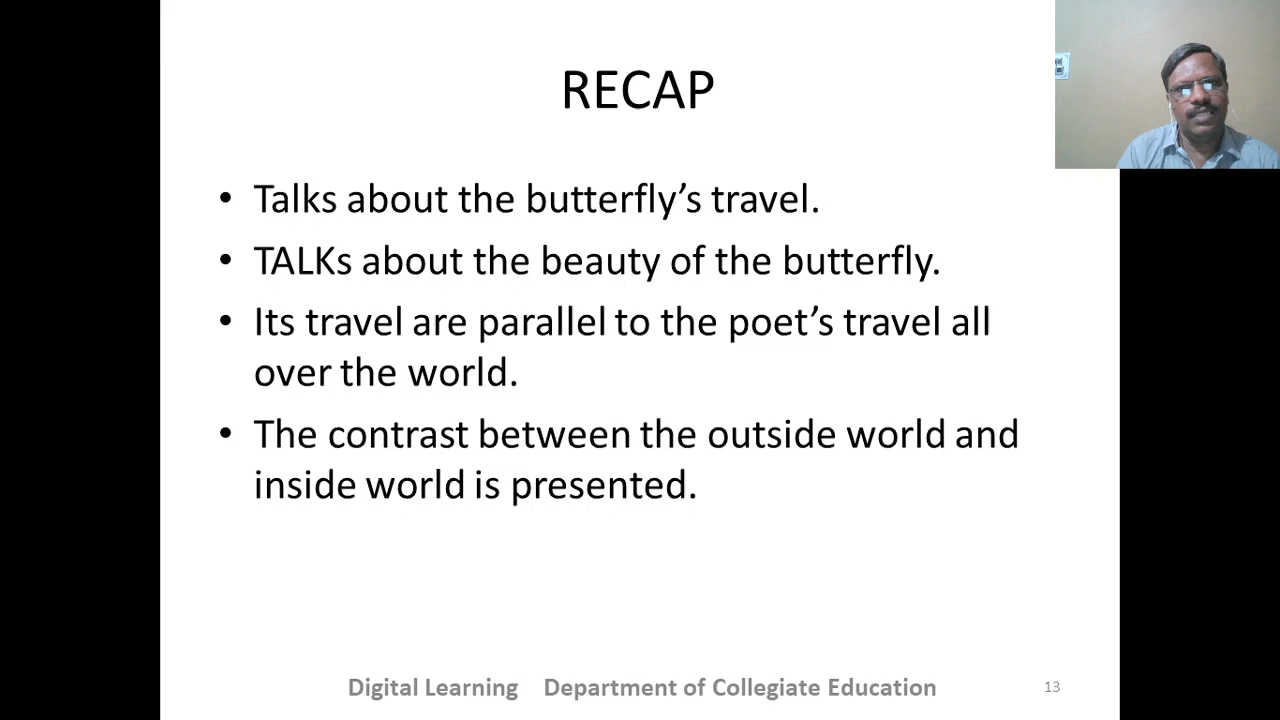 RECAP
• Talks about the butterfly’s travel.
• TALKs about the beauty of the butterfly.
• Its travel are parallel to the poet’s travel all
over the world.
• The contrast between the outside world and
inside world is presented.
Digital Learning Department of Collegiate Education 13